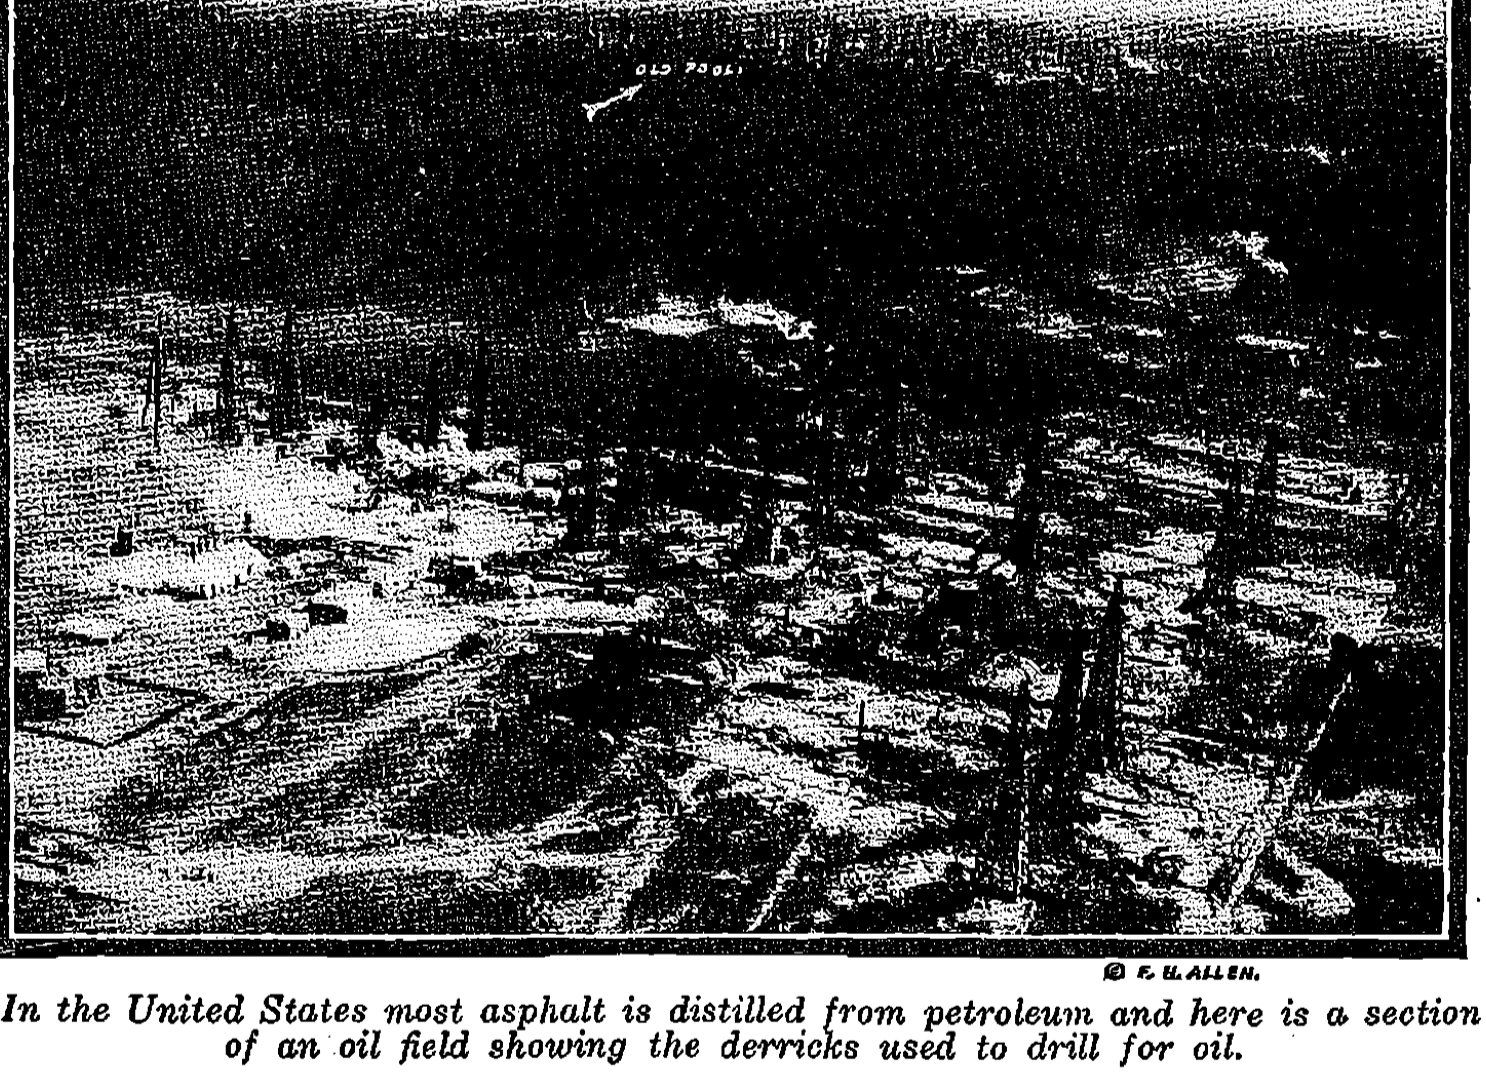 OLD POOL
© F. H. ALLEN.
In the United States most asphalt is distilled from petroleum and here is a section
of an oil field showing the derricks used to drill for oil.